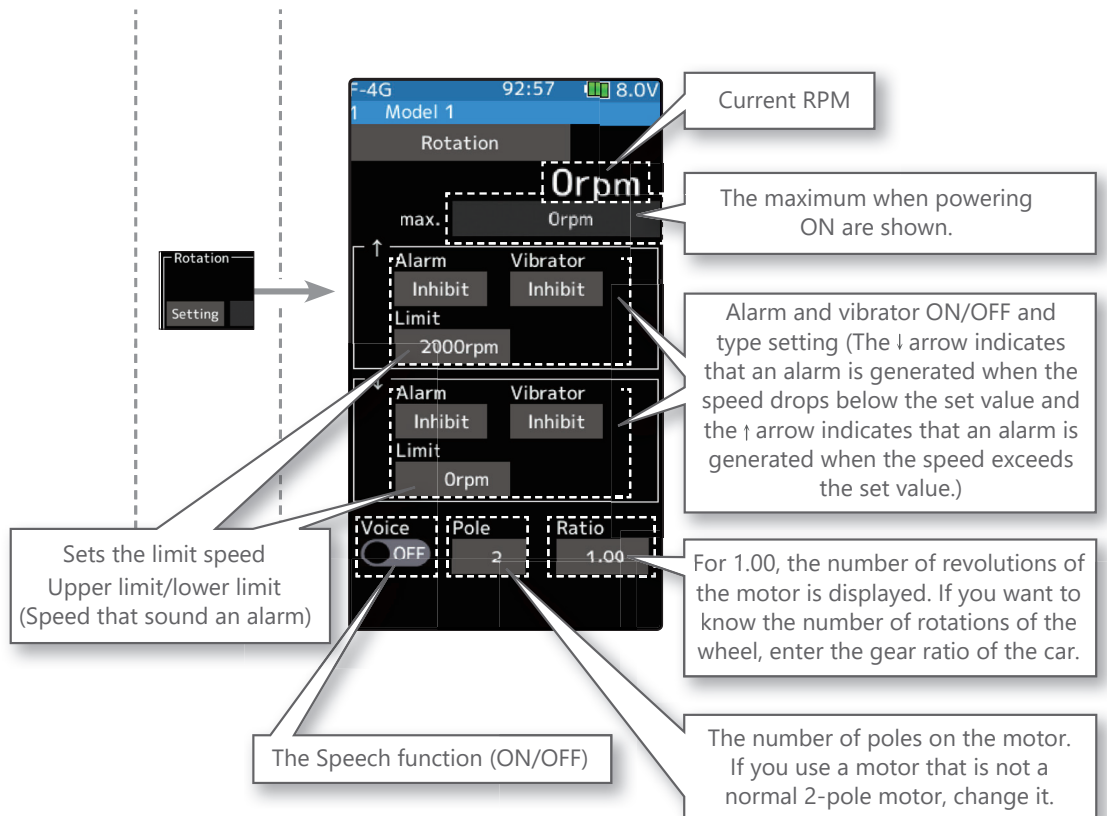 F-4G 92:57 8.0V
1 Model 1
Rotation
0rpm
max. 0rpm
↑
Alarm Vibrator
Inhibit Inhibit
Limit
2000rpm
↓
Alarm Vibrator
Inhibit Inhibit
Limit
0rpm
Voice Pole Ratio
OFF 2 1.00
Rotation
Setting
Current RPM
The maximum when powering
ON are shown.
Alarm and vibrator ON/OFF and
type setting (The ↓ arrow indicates
that an alarm is generated when the
speed drops below the set value and
the ↑ arrow indicates that an alarm is
generated when the speed exceeds
the set value.)
Sets the limit speed
Upper limit/lower limit
(Speed that sound an alarm)
For 1.00, the number of revolutions of
the motor is displayed. If you want to
know the number of rotations of the
wheel, enter the gear ratio of the car.
The Speech function (ON/OFF)
The number of poles on the motor.
If you use a motor that is not a
normal 2-pole motor, change it.